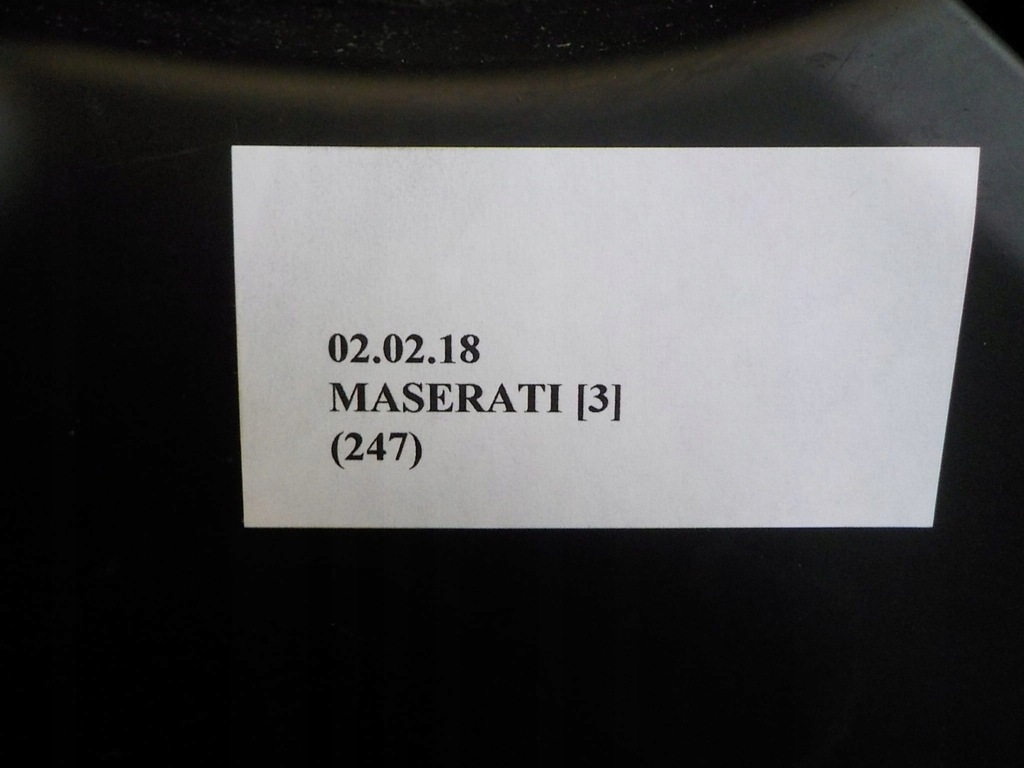 02.02.18
MASERATI [3]
(247)